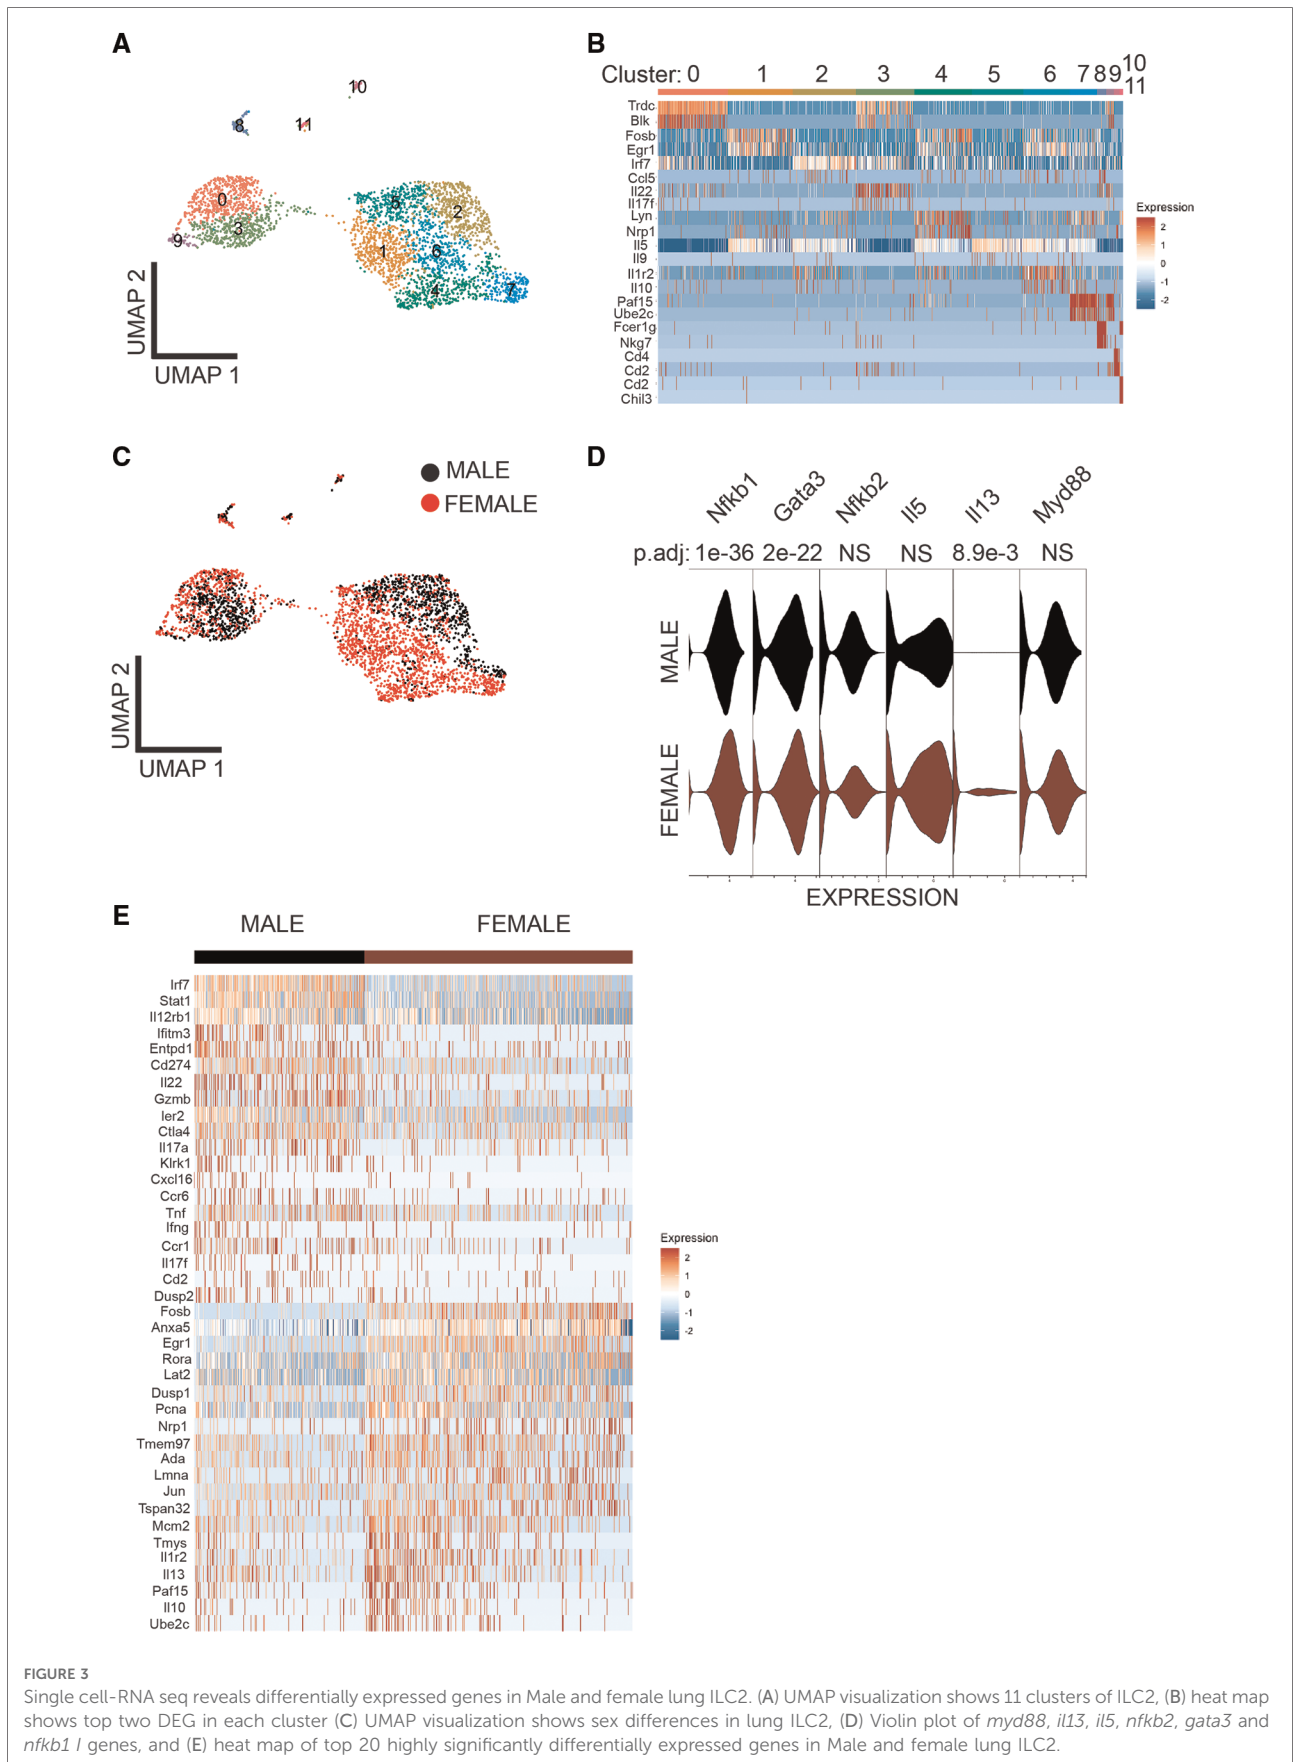 A
10
8
11
0
3
9
5
2
1
6
4
7
UMAP 2
UMAP 1
B
Cluster: 0 1 2 3 4 5 6 7 8 9 10 11
Trdc
Blk
Fosb
Egr1
Irf7
Ccl5
Il22
Il17f
Lyn
Nrp1
Il5
Il9
Il1r2
Il10
Paf15
Ube2c
Fcer1g
Nkg7
Cd4
Cd2
Cd2
Chil3
Expression
2
1
0
-1
-2
C
MALE
FEMALE
UMAP 2
UMAP 1
D
Nfkb1 Gata3 Nfkb2 Il5 Il13 Myd88
p.adj: 1e-36 2e-22 NS NS 8.9e-3 NS
MALE
FEMALE
EXPRESSION
E
MALE FEMALE
Irf7
Stat1
Il12rb1
Ifitm3
Entpd1
Cd274
Il22
Gzmb
Ier2
Ctla4
Il17a
Klrk1
Cxcl16
Ccr6
Tnf
Ifng
Ccr1
Il17f
Cd2
Dusp2
Fosb
Anxa5
Egr1
Rora
Lat2
Dusp1
Pcna
Nrp1
Tmem97
Ada
Lmna
Jun
Tspan32
Mcm2
Tmys
Il1r2
Il13
Paf15
Il10
Ube2c
Expression
2
1
0
-1
-2
FIGURE 3
Single cell-RNA seq reveals differentially expressed genes in Male and female lung ILC2. (A) UMAP visualization shows 11 clusters of ILC2, (B) heat map
shows top two DEG in each cluster (C) UMAP visualization shows sex differences in lung ILC2, (D) Violin plot of myd88, il13, il5, nfkb2, gata3 and
nfkb1 l genes, and (E) heat map of top 20 highly significantly differentially expressed genes in Male and female lung ILC2.